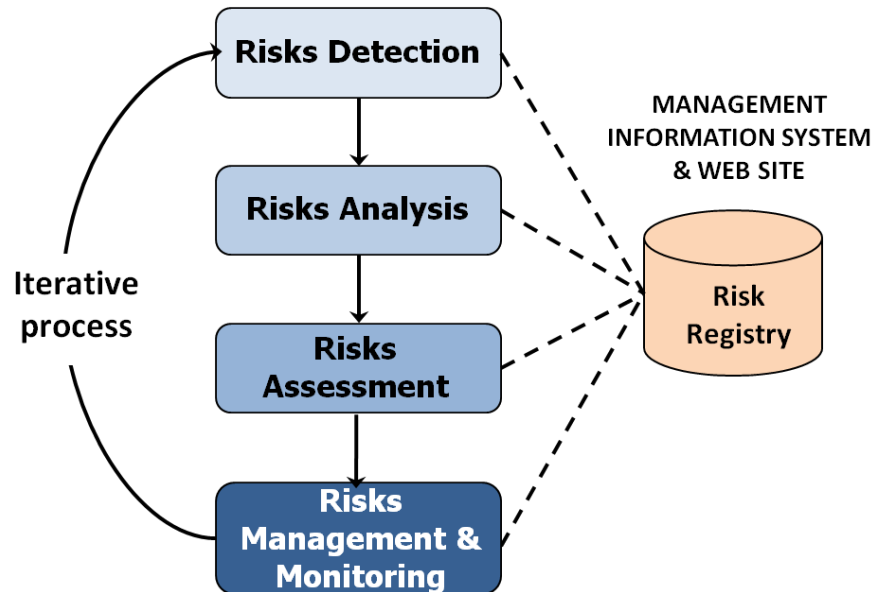 Risks Detection
MANAGEMENT
INFORMATION SYSTEM
& WEB SITE
Risks Analysis
Iterative
process
Risk
Registry
Risks
Assessment
Risks
Management &
Monitoring